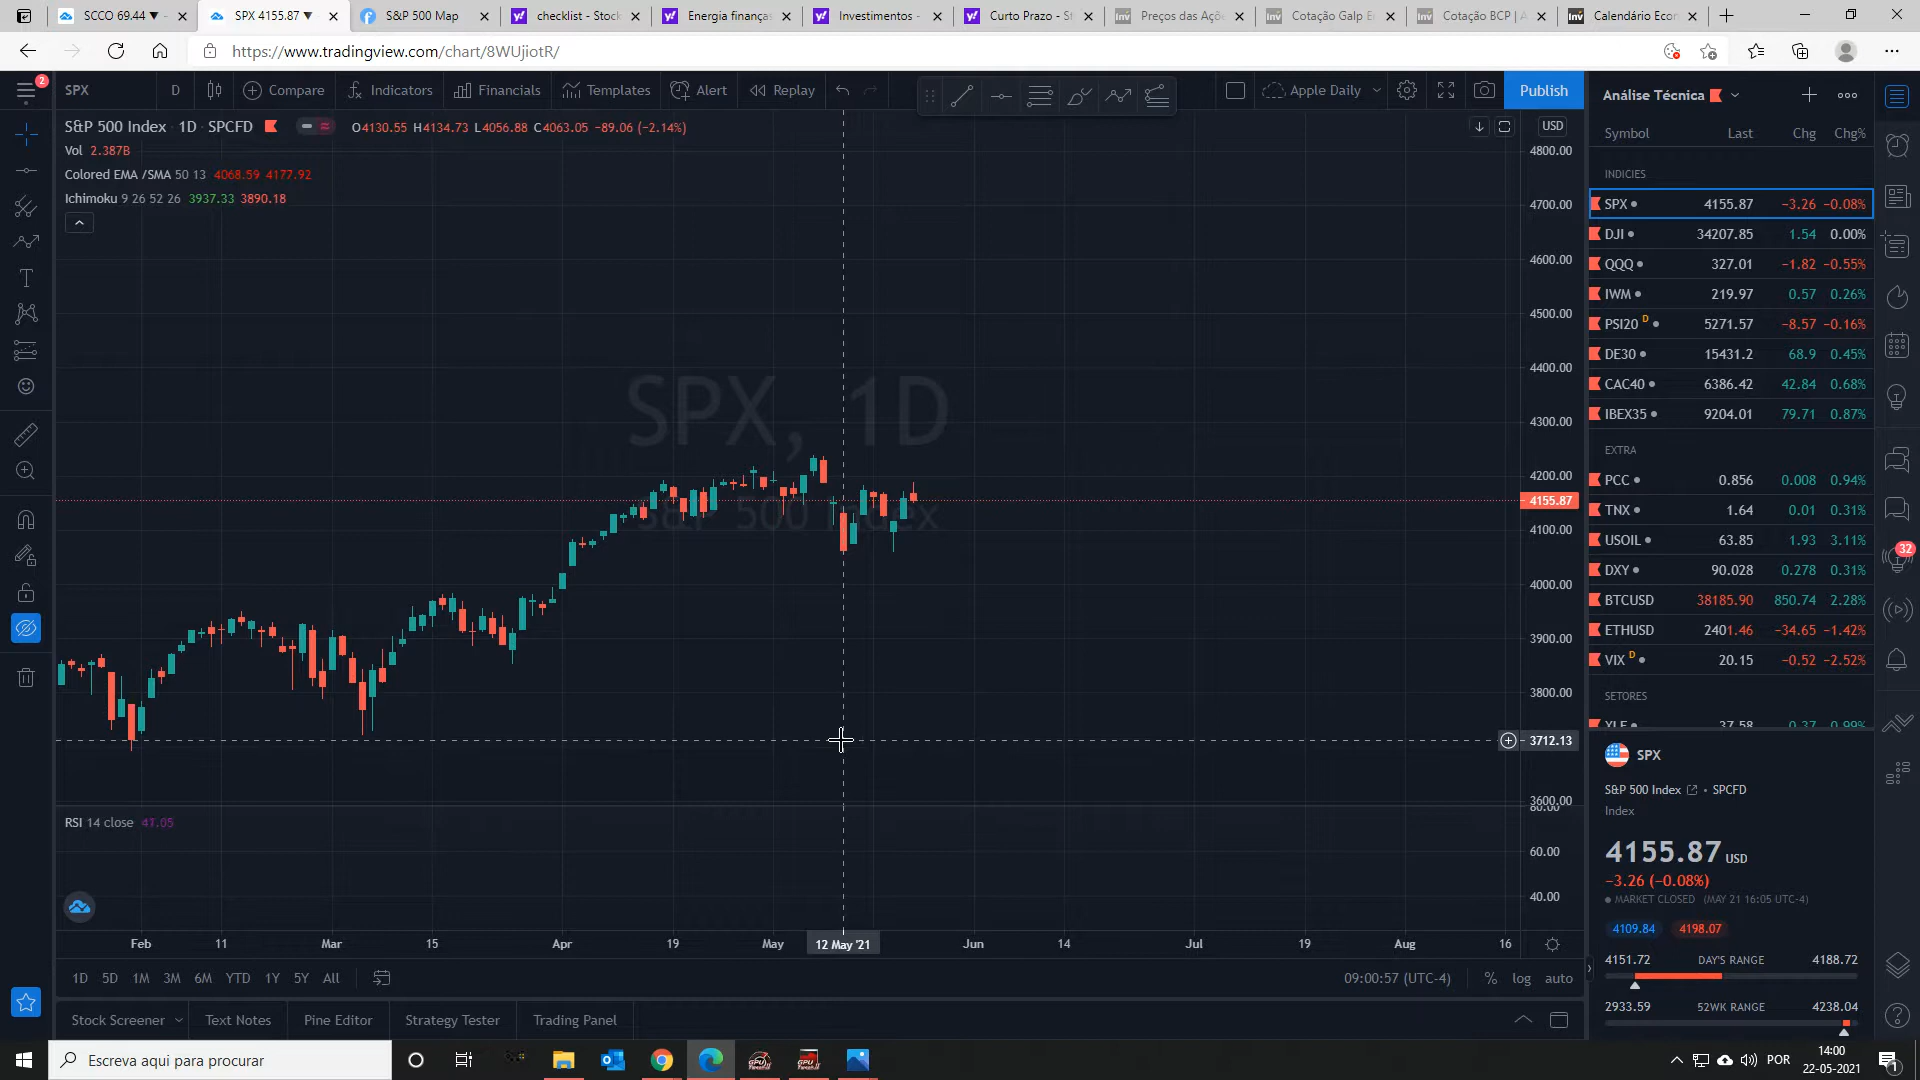 SCCO 69.44 ▼
SPX 4155.87 ▼
S&P 500 Map
checklist - Stock
Energia finanças
Investimentos -
Curto Prazo - St
Preços das Açõe
Cotação Galp En
Cotação BCP | A
Calendário Econ
https://www.tradingview.com/chart/8WUjiotR/
2
SPX
D
Compare
Indicators
Financials
Templates
Alert
Replay
Apple Daily
Publish
Análise Técnica
S&P 500 Index · 1D · SPCFD
O4130.55 H4134.73 L4056.88 C4063.05 −89.06 (−2.14%)
Vol 2.387B
Colored EMA /SMA 50 13 4068.59 4177.92
Ichimoku 9 26 52 26 3937.33 3890.18
SPX, 1D
S&P 500 Index
USD
4800.00
4700.00
4600.00
4500.00
4400.00
4300.00
4200.00
4155.87
4100.00
4000.00
3900.00
3800.00
3712.13
3600.00
80.00
RSI 14 close 41.05
60.00
40.00
Feb 11 Mar 15 Apr 19 May 12 May '21 Jun 14 Jul 19 Aug 16
1D 5D 1M 3M 6M YTD 1Y 5Y All
09:00:57 (UTC-4) % log auto
Stock Screener
Text Notes
Pine Editor
Strategy Tester
Trading Panel
Symbol Last Chg Chg%
INDICIES
SPX 4155.87 −3.26 −0.08%
DJI 34207.85 1.54 0.00%
QQQ 327.01 −1.82 −0.55%
IWM 219.97 0.57 0.26%
PSI20 D 5271.57 −8.57 −0.16%
DE30 15431.2 68.9 0.45%
CAC40 6386.42 42.84 0.68%
IBEX35 9204.01 79.71 0.87%
EXTRA
PCC 0.856 0.008 0.94%
TNX 1.64 0.01 0.31%
USOIL 63.85 1.93 3.11%
DXY 90.028 0.278 0.31%
BTCUSD 38185.90 850.74 2.28%
ETHUSD 2401.46 −34.65 −1.42%
VIX D 20.15 −0.52 −2.52%
SETORES
XLE 37.58 0.37 0.99%
32
SPX
S&P 500 Index • SPCFD
Index
4155.87 USD
−3.26 (−0.08%)
MARKET CLOSED (MAY 21 16:05 UTC-4)
4109.84 4198.07
4151.72 DAY'S RANGE 4188.72
2933.59 52WK RANGE 4238.04
Escreva aqui para procurar
POR
14:00
22-05-2021
1